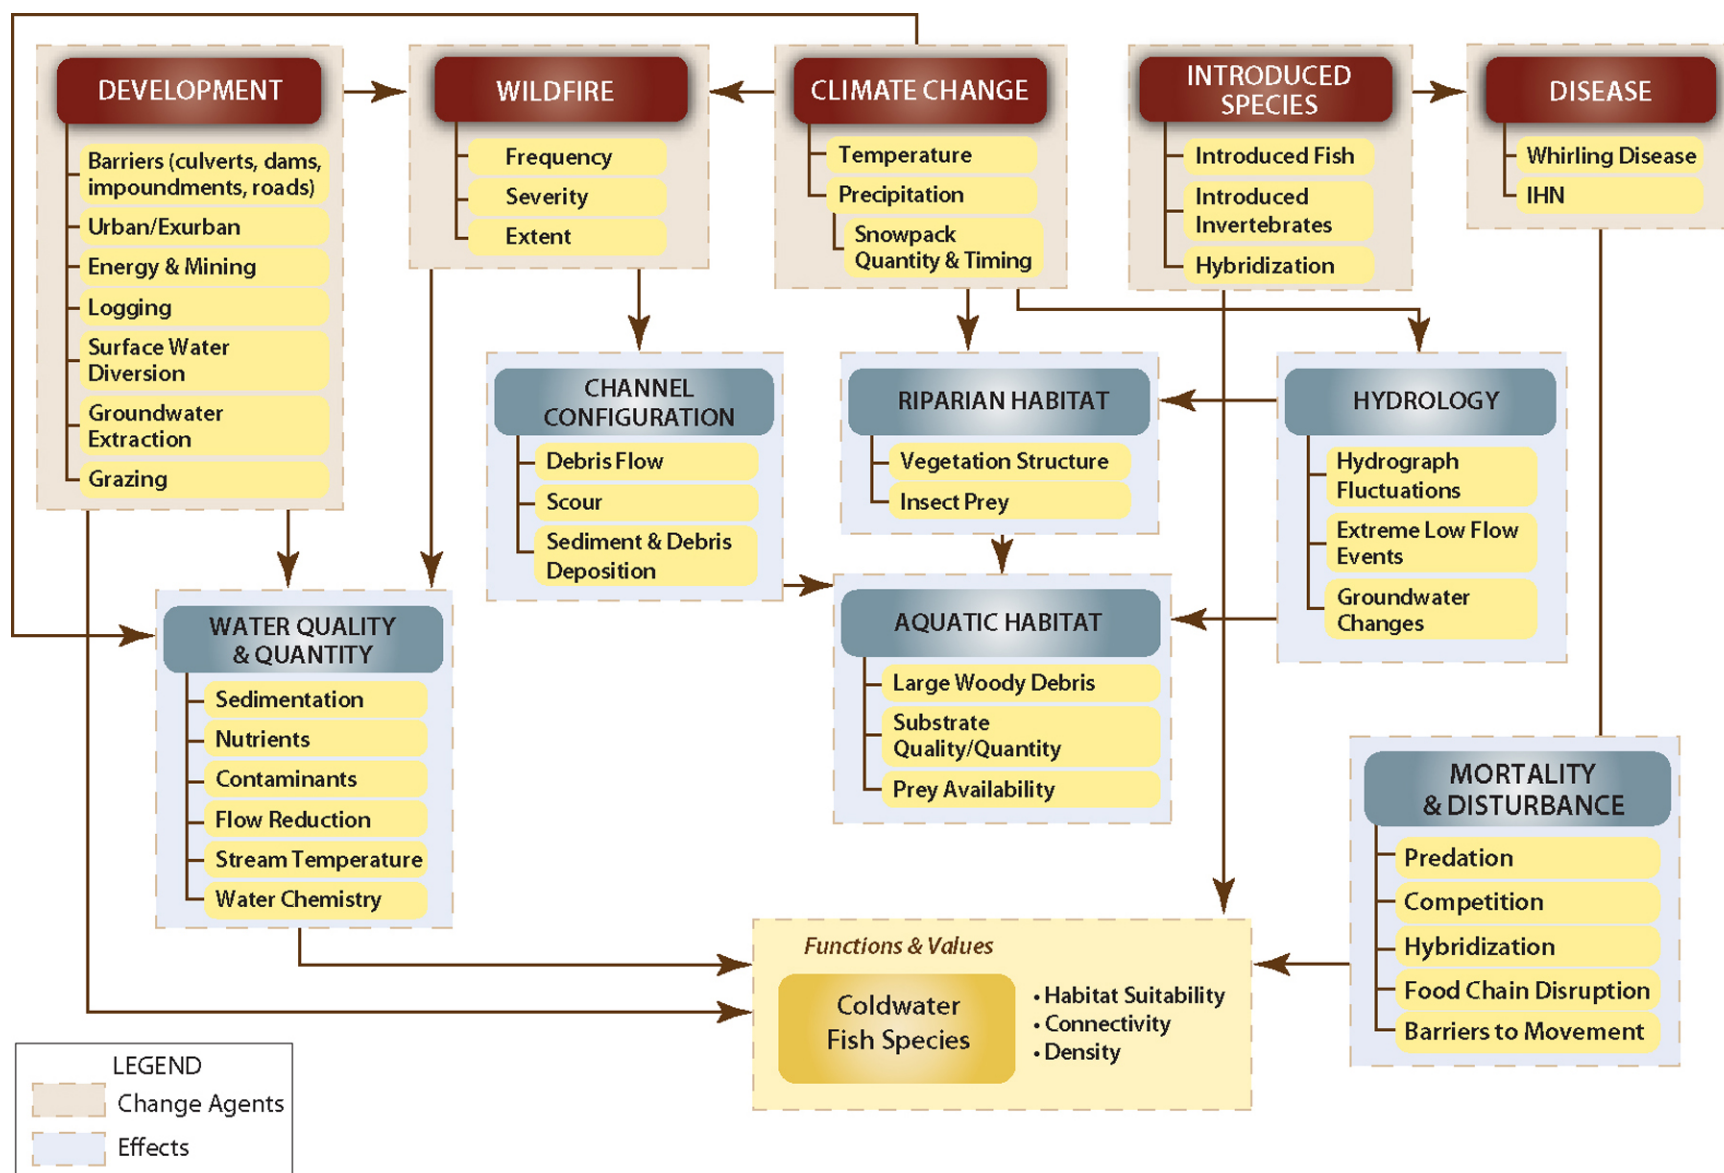 DEVELOPMENT
Barriers (culverts, dams,
impoundments, roads)
Urban/Exurban
Energy & Mining
Logging
Surface Water
Diversion
Groundwater
Extraction
Grazing
WILDFIRE
Frequency
Severity
Extent
CLIMATE CHANGE
Temperature
Precipitation
Snowpack
Quantity & Timing
INTRODUCED
SPECIES
Introduced Fish
Introduced
Invertebrates
Hybridization
DISEASE
Whirling Disease
IHN
CHANNEL
CONFIGURATION
Debris Flow
Scour
Sediment & Debris
Deposition
RIPARIAN HABITAT
Vegetation Structure
Insect Prey
HYDROLOGY
Hydrograph
Fluctuations
Extreme Low Flow
Events
Groundwater
Changes
WATER QUALITY
& QUANTITY
Sedimentation
Nutrients
Contaminants
Flow Reduction
Stream Temperature
Water Chemistry
AQUATIC HABITAT
Large Woody Debris
Substrate
Quality/Quantity
Prey Availability
MORTALITY
& DISTURBANCE
Predation
Competition
Hybridization
Food Chain Disruption
Barriers to Movement
Functions & Values
Coldwater
Fish Species
• Habitat Suitability
• Connectivity
• Density
LEGEND
Change Agents
Effects